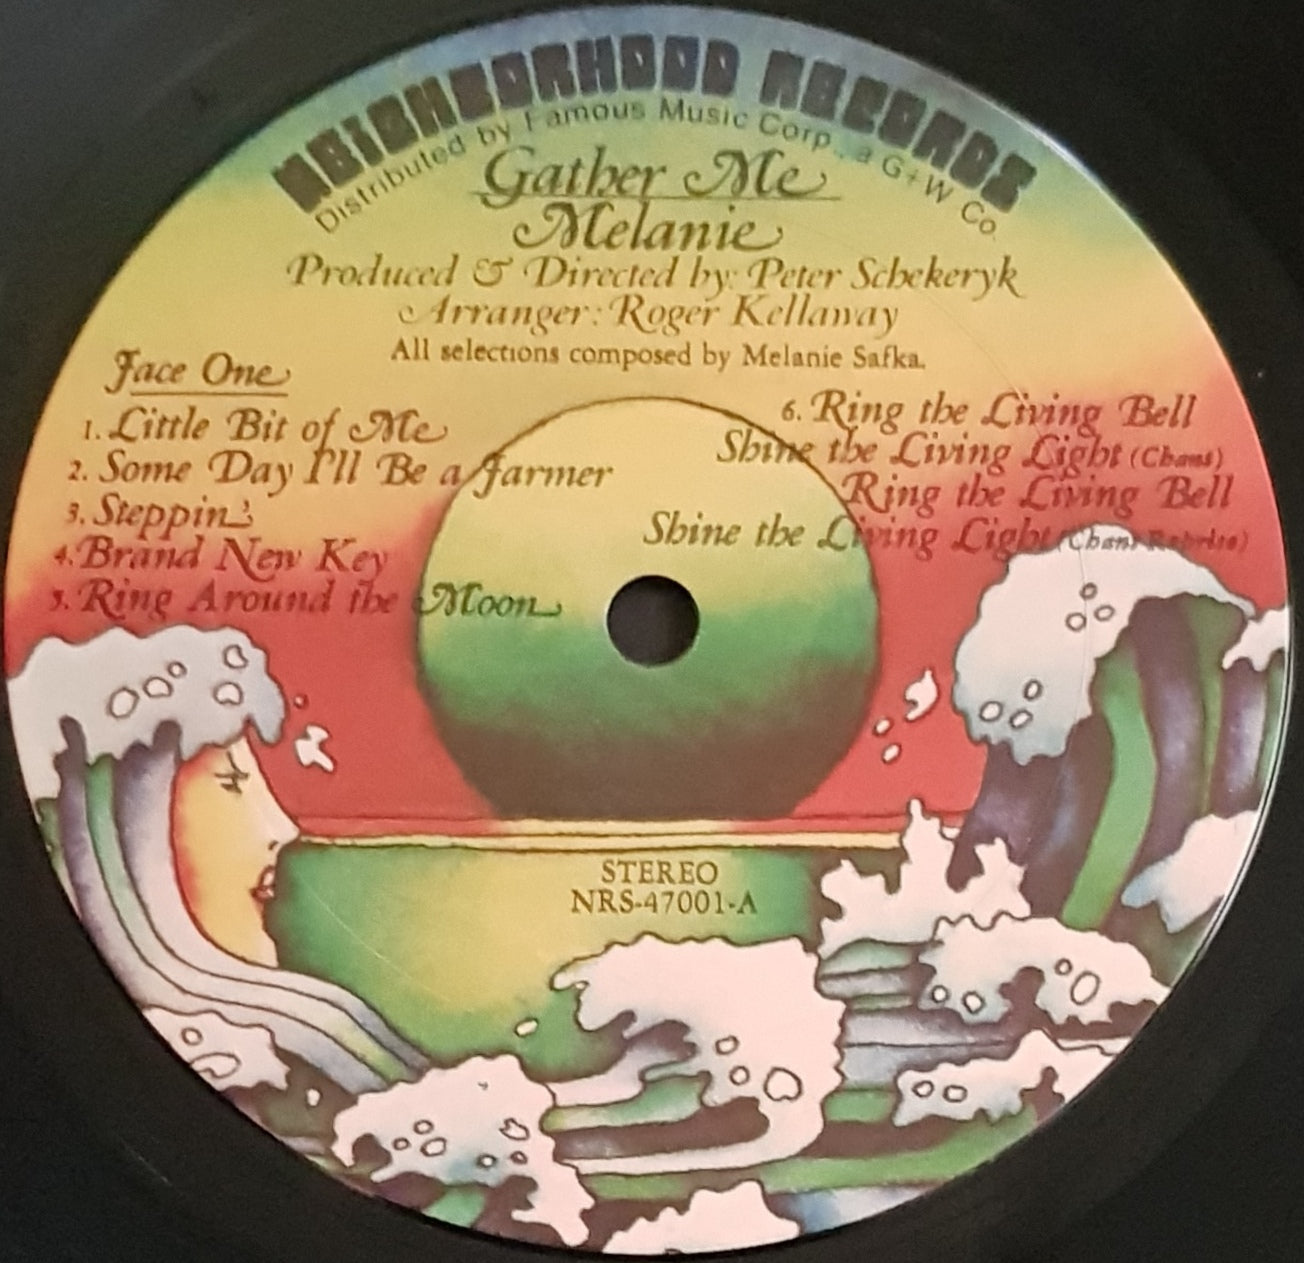 NEIGHBORHOOD RECORDS
Distributed by Famous Music Corp., a G+W Co.
Gather Me
Melanie
Produced & Directed by: Peter Schekeryk
Arranger: Roger Kellaway
All selections composed by Melanie Safka.
Face One
1. Little Bit of Me
2. Some Day I'll Be a Farmer
3. Steppin'
4. Brand New Key
5. Ring Around the Moon
6. Ring the Living Bell
Shine the Living Light (Chant)
Ring the Living Bell
Shine the Living Light (Chant Reprise)
STEREO
NRS-47001-A